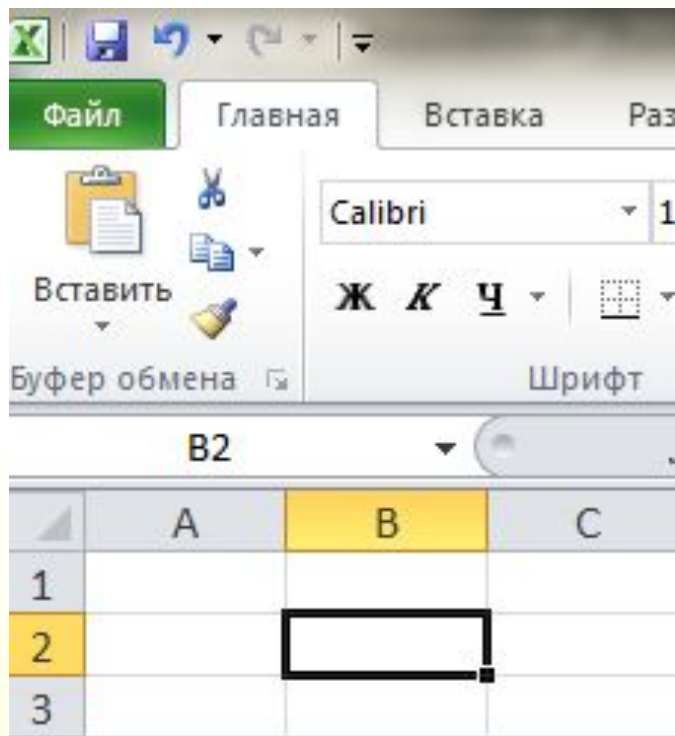 Файл Главная Вставка
Calibri
Вставить
Ж К Ч
Буфер обмена Шрифт
B2
A B C
1
2
3